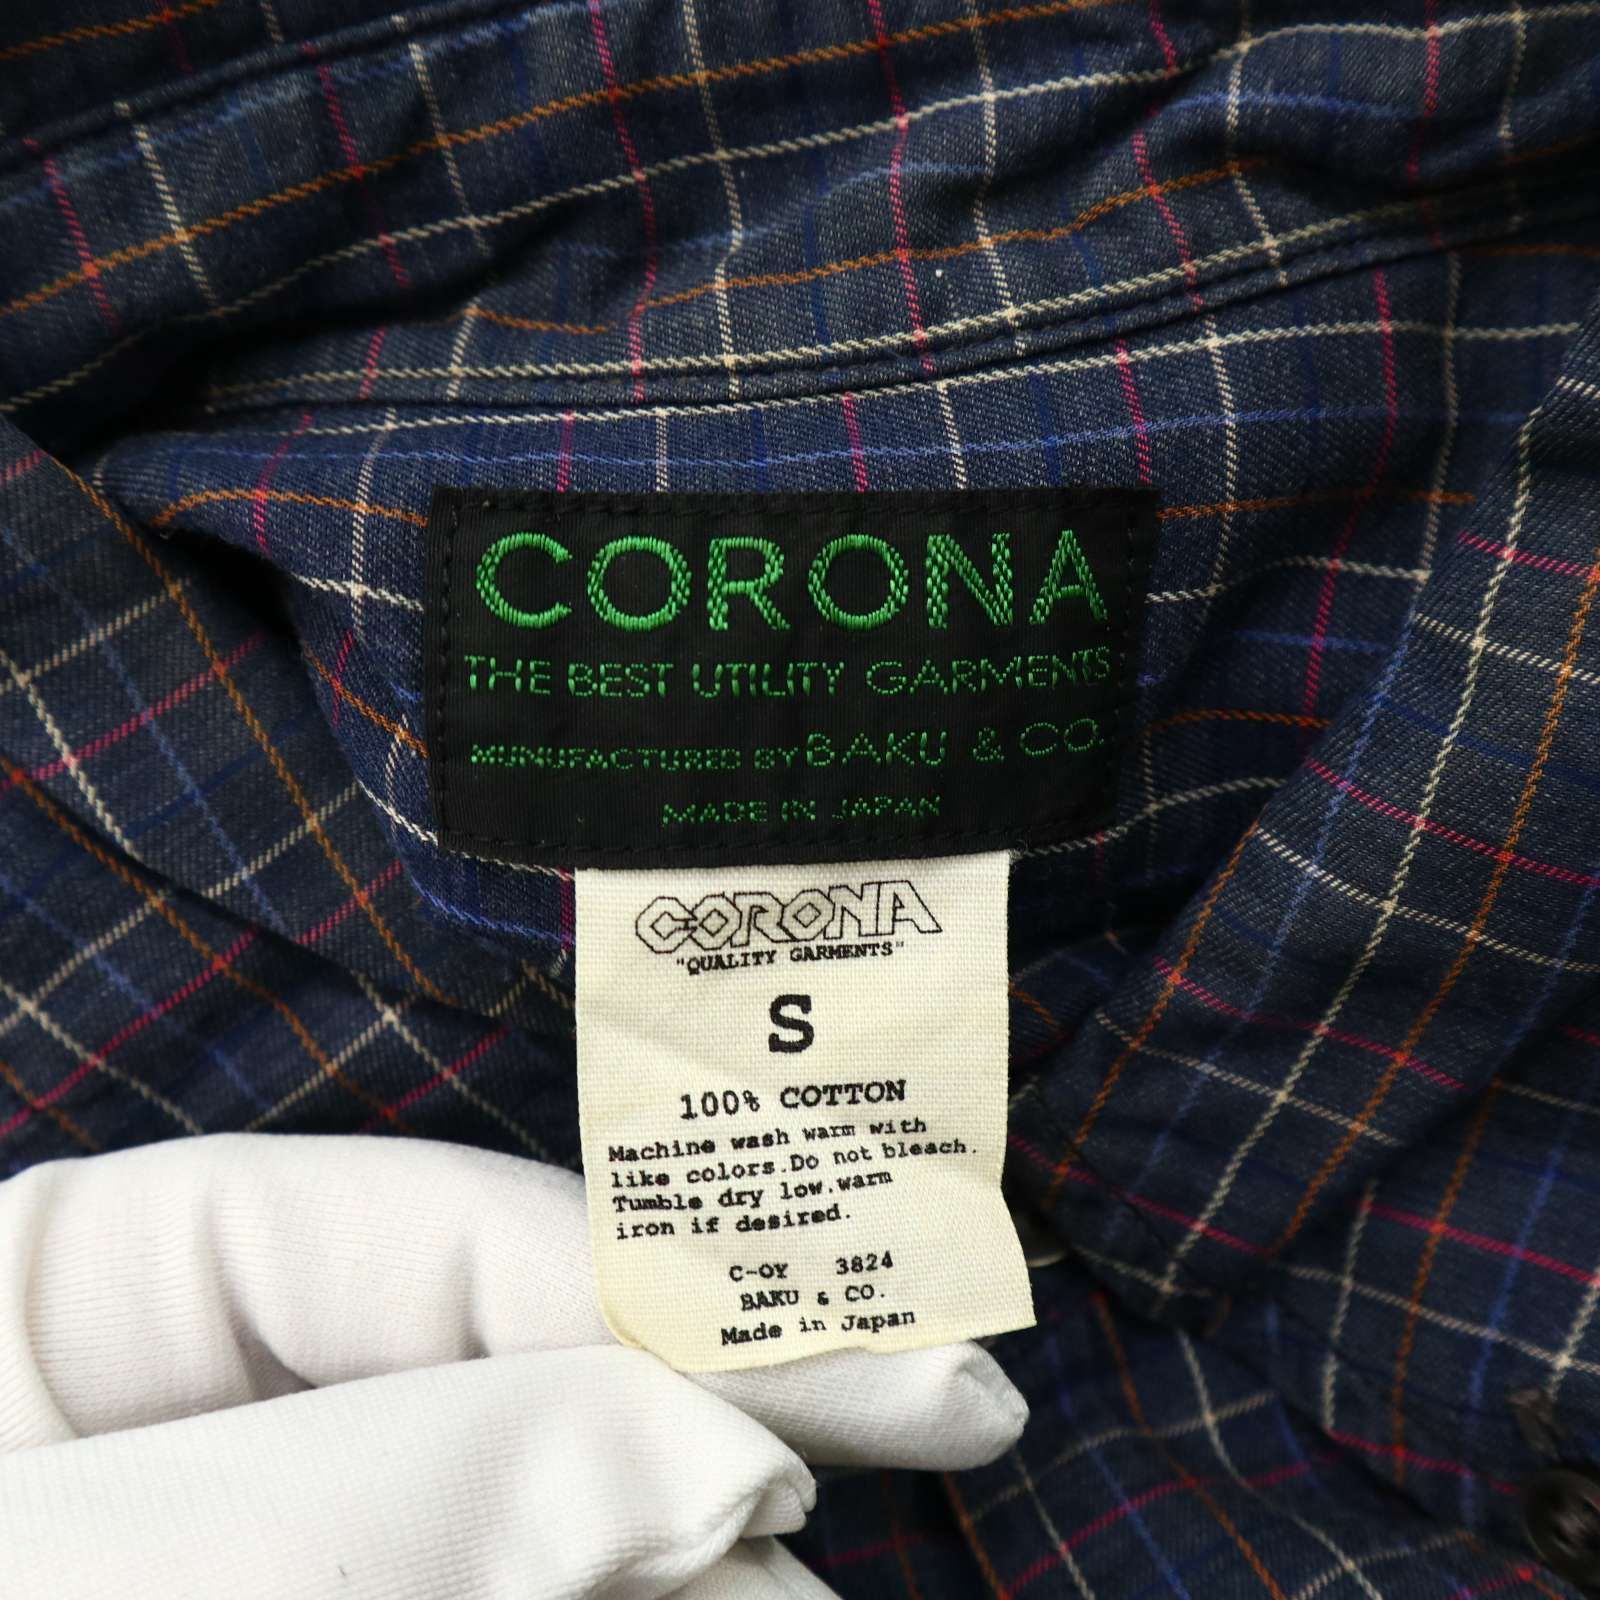 CORONA
THE BEST UTILITY GARMENTS
MUNUFACTURED BY BAKU & CO.
MADE IN JAPAN
CORONA
"QUALITY GARMENTS"
S
100% COTTON
Machine wash warm with
like colors.Do not bleach.
Tumble dry low.warm
iron if desired.
C-OY 3824
BAKU & CO.
Made in Japan